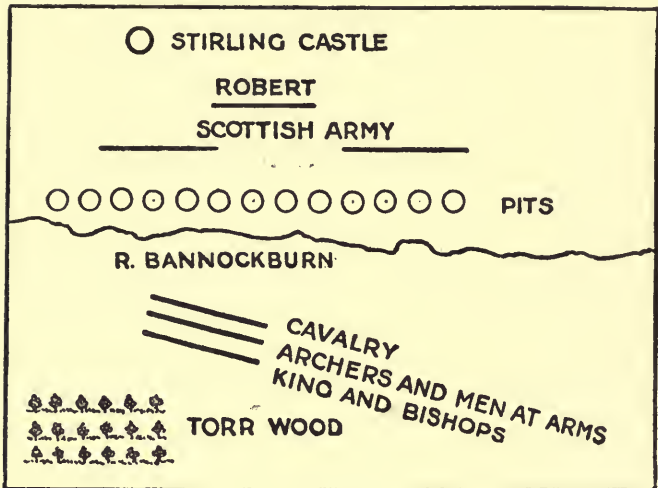 STIRLING CASTLE
ROBERT
SCOTTISH ARMY
PITS
R. BANNOCKBURN
CAVALRY
ARCHERS AND MEN AT ARMS
KING AND BISHOPS
TORR WOOD